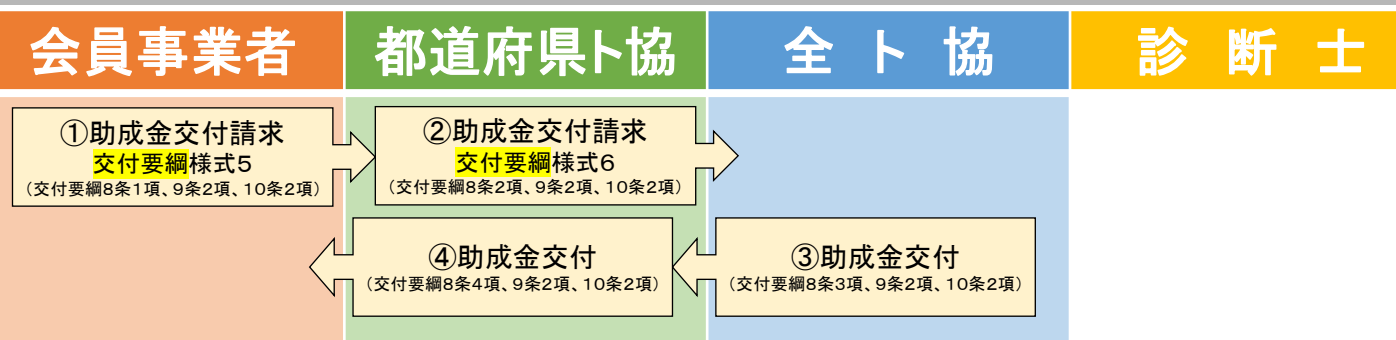 会員事業者
都道府県ト協
全ト協
診断士
①助成金交付請求
交付要綱様式5
（交付要綱8条1項、9条2項、10条2項）
②助成金交付請求
交付要綱様式6
（交付要綱8条2項、9条2項、10条2項）
④助成金交付
（交付要綱8条4項、9条2項、10条2項）
③助成金交付
（交付要綱8条3項、9条2項、10条2項）